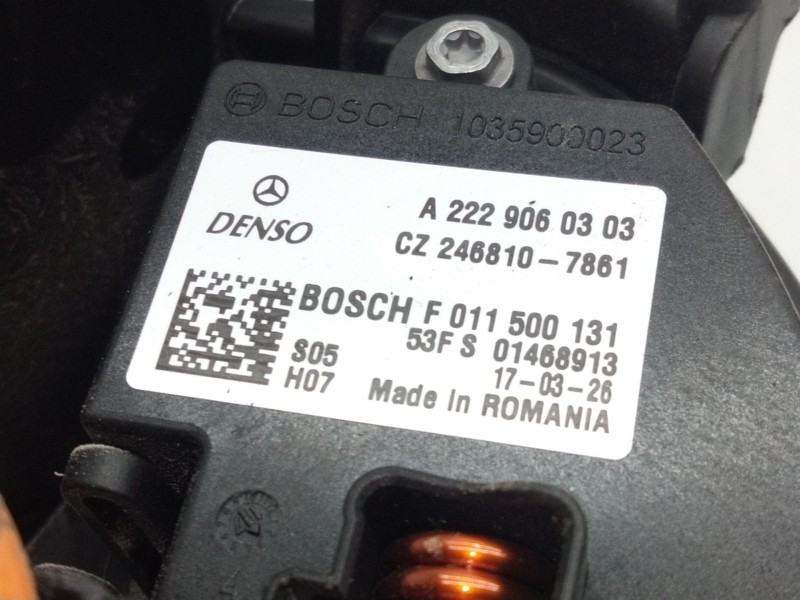 BOSCH 1035900023
DENSO
A 222 906 03 03
CZ 246810-7861
BOSCH F 011 500 131
53F S 01468913
S05
17-03-26
H07
Made in ROMANIA